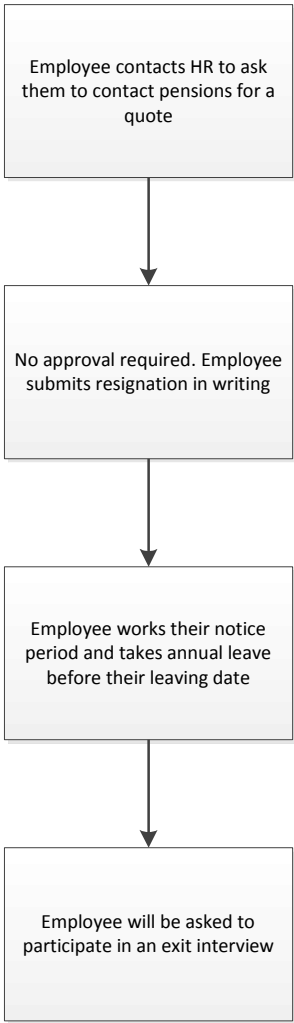 Employee contacts HR to ask
them to contact pensions for a
quote
No approval required. Employee
submits resignation in writing
Employee works their notice
period and takes annual leave
before their leaving date
Employee will be asked to
participate in an exit interview